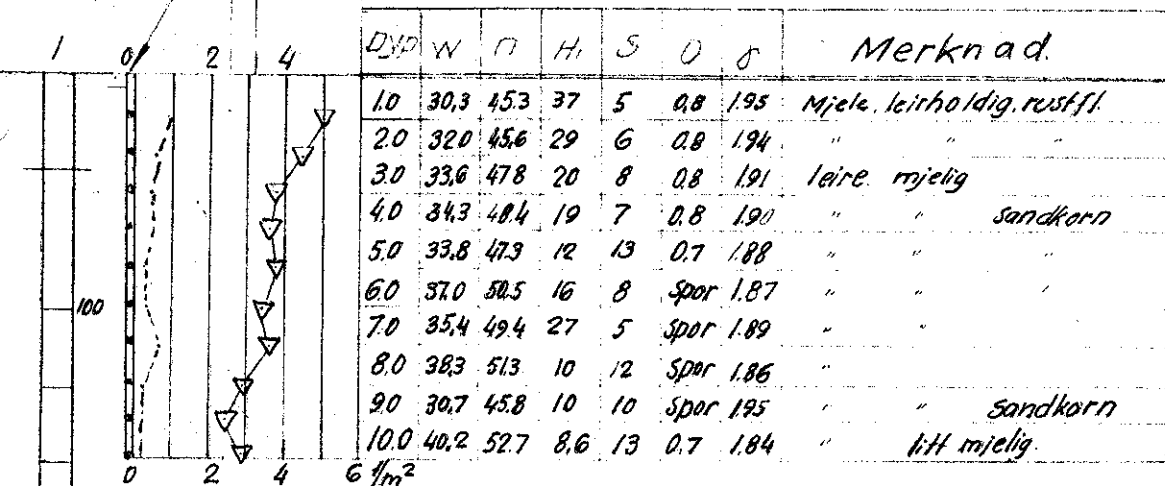 1 0 2 4 Dyp W n H₁ S O γ Merknad.
1.0 30,3 45.3 37 5 0,8 1.95 Mjele, leirholdig, rustfl.
2.0 32.0 45,6 29 6 0.8 1.94 " " "
3.0 33,6 47.8 20 8 0.8 1.91 leire mjelig
4.0 34,3 48.4 19 7 0.8 1.90 " " sandkorn
5.0 33.8 47.3 12 13 0.7 1.88 " " "
100 6.0 37.0 50.5 16 8 Spor 1.87 " " "
7.0 35,4 49.4 27 5 Spor 1.89 " "
8.0 38.3 51.3 10 12 Spor 1.86 "
9.0 30.7 45.8 10 10 Spor 1.95 " " Sandkorn
10.0 40.2 52.7 8.6 13 0.7 1.84 " litt mjelig.
0 2 4 6 t/m²